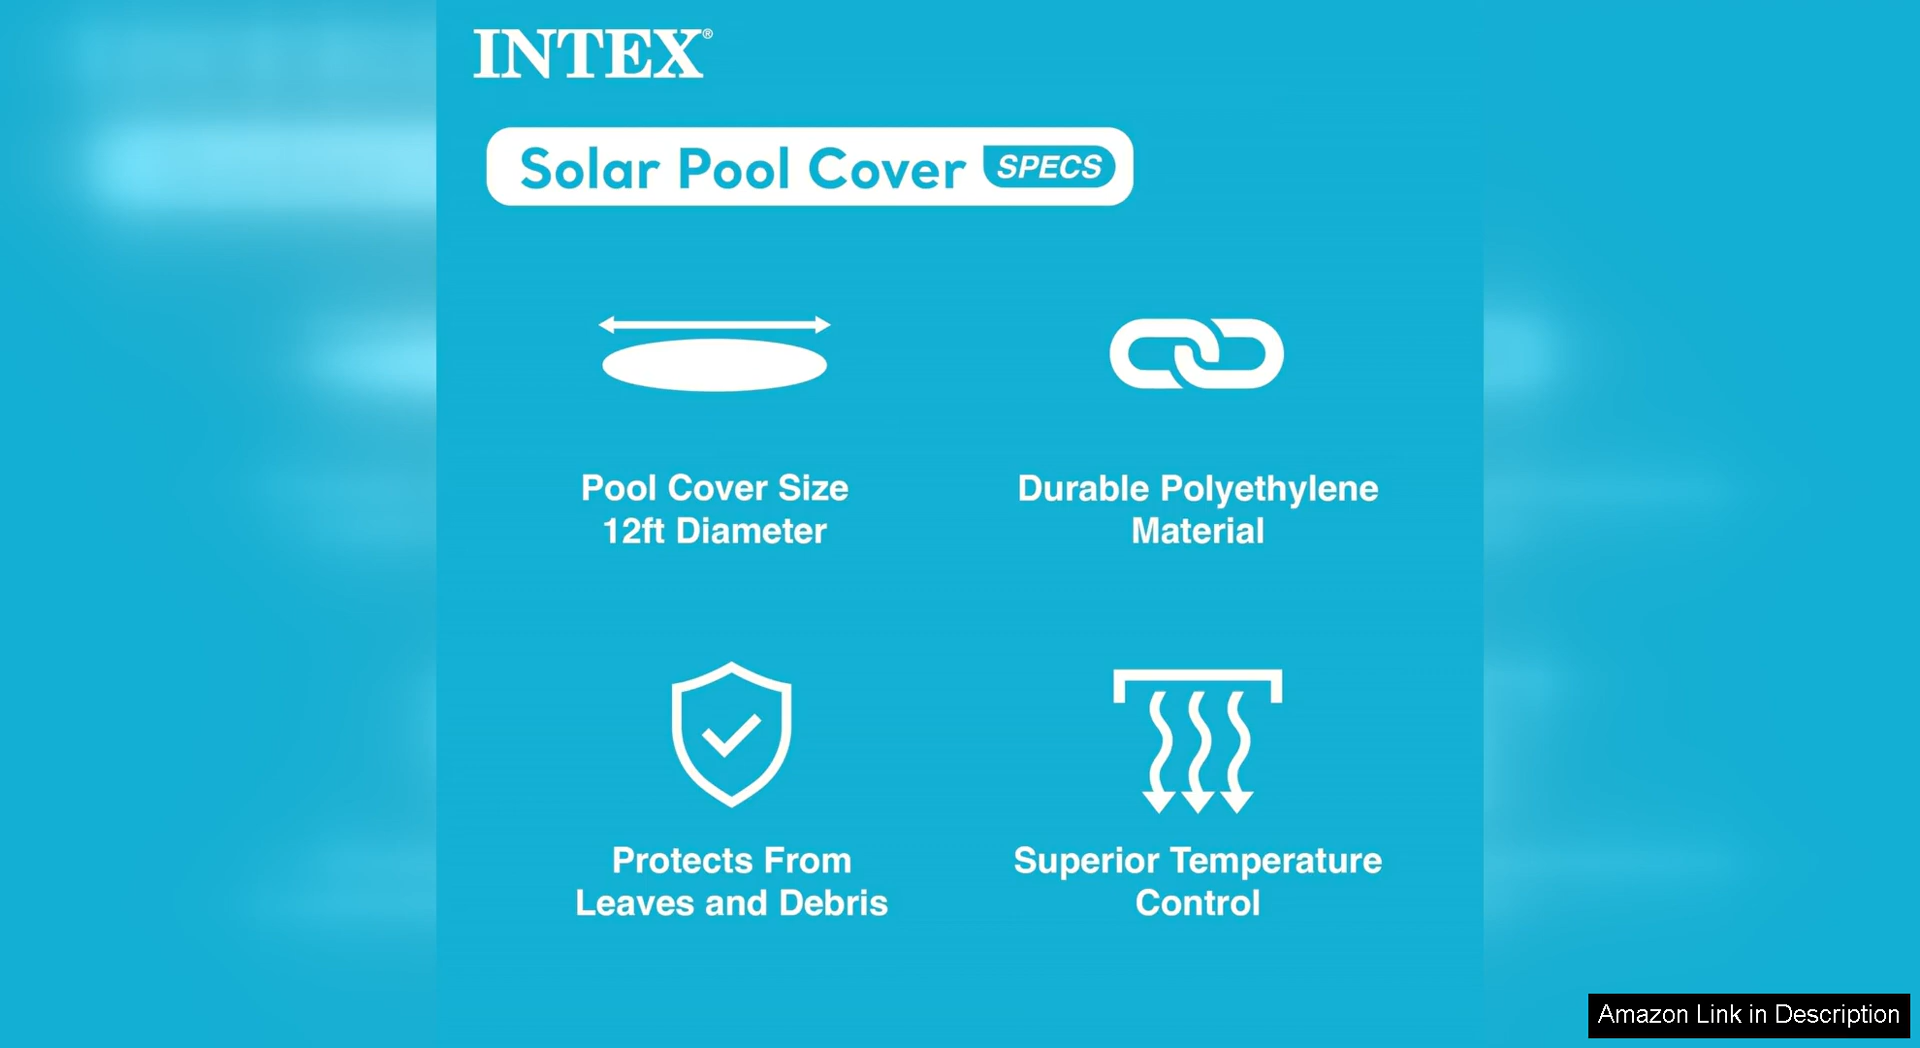 INTEX®
Solar Pool Cover SPECS
Pool Cover Size
12ft Diameter
Durable Polyethylene
Material
Protects From
Leaves and Debris
Superior Temperature
Control
Amazon Link in Description